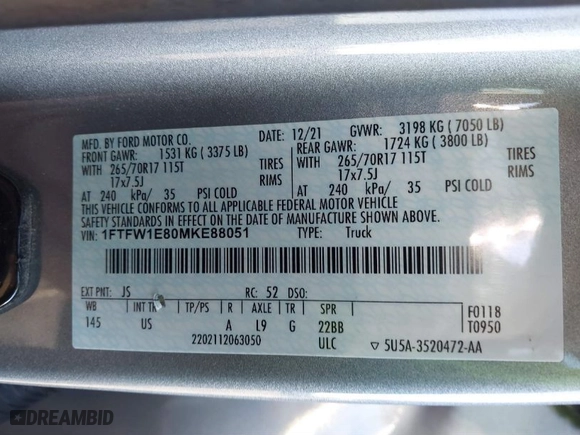 MFD. BY FORD MOTOR CO. DATE: 12/21 GVWR: 3198 KG ( 7050 LB)
FRONT GAWR: 1531 KG ( 3375 LB) REAR GAWR: 1724 KG ( 3800 LB)
WITH 265/70R17 115T TIRES WITH 265/70R17 115T TIRES
17x7.5J RIMS 17x7.5J RIMS
AT 240 kPa/ 35 PSI COLD AT 240 kPa/ 35 PSI COLD
THIS VEHICLE CONFORMS TO ALL APPLICABLE FEDERAL MOTOR VEHICLE
SAFETY STANDARDS IN EFFECT ON THE DATE OF MANUFACTURE SHOWN ABOVE.
VIN: 1FTFW1E80MKE88051 TYPE: Truck
EXT PNT: JS RC: 52 DSO:
WB INT TR TP/PS R AXLE TR SPR F0118
145 US A L9 G 22BB T0950
2202112063050 ULC 5U5A-3520472-AA
DREAMBID